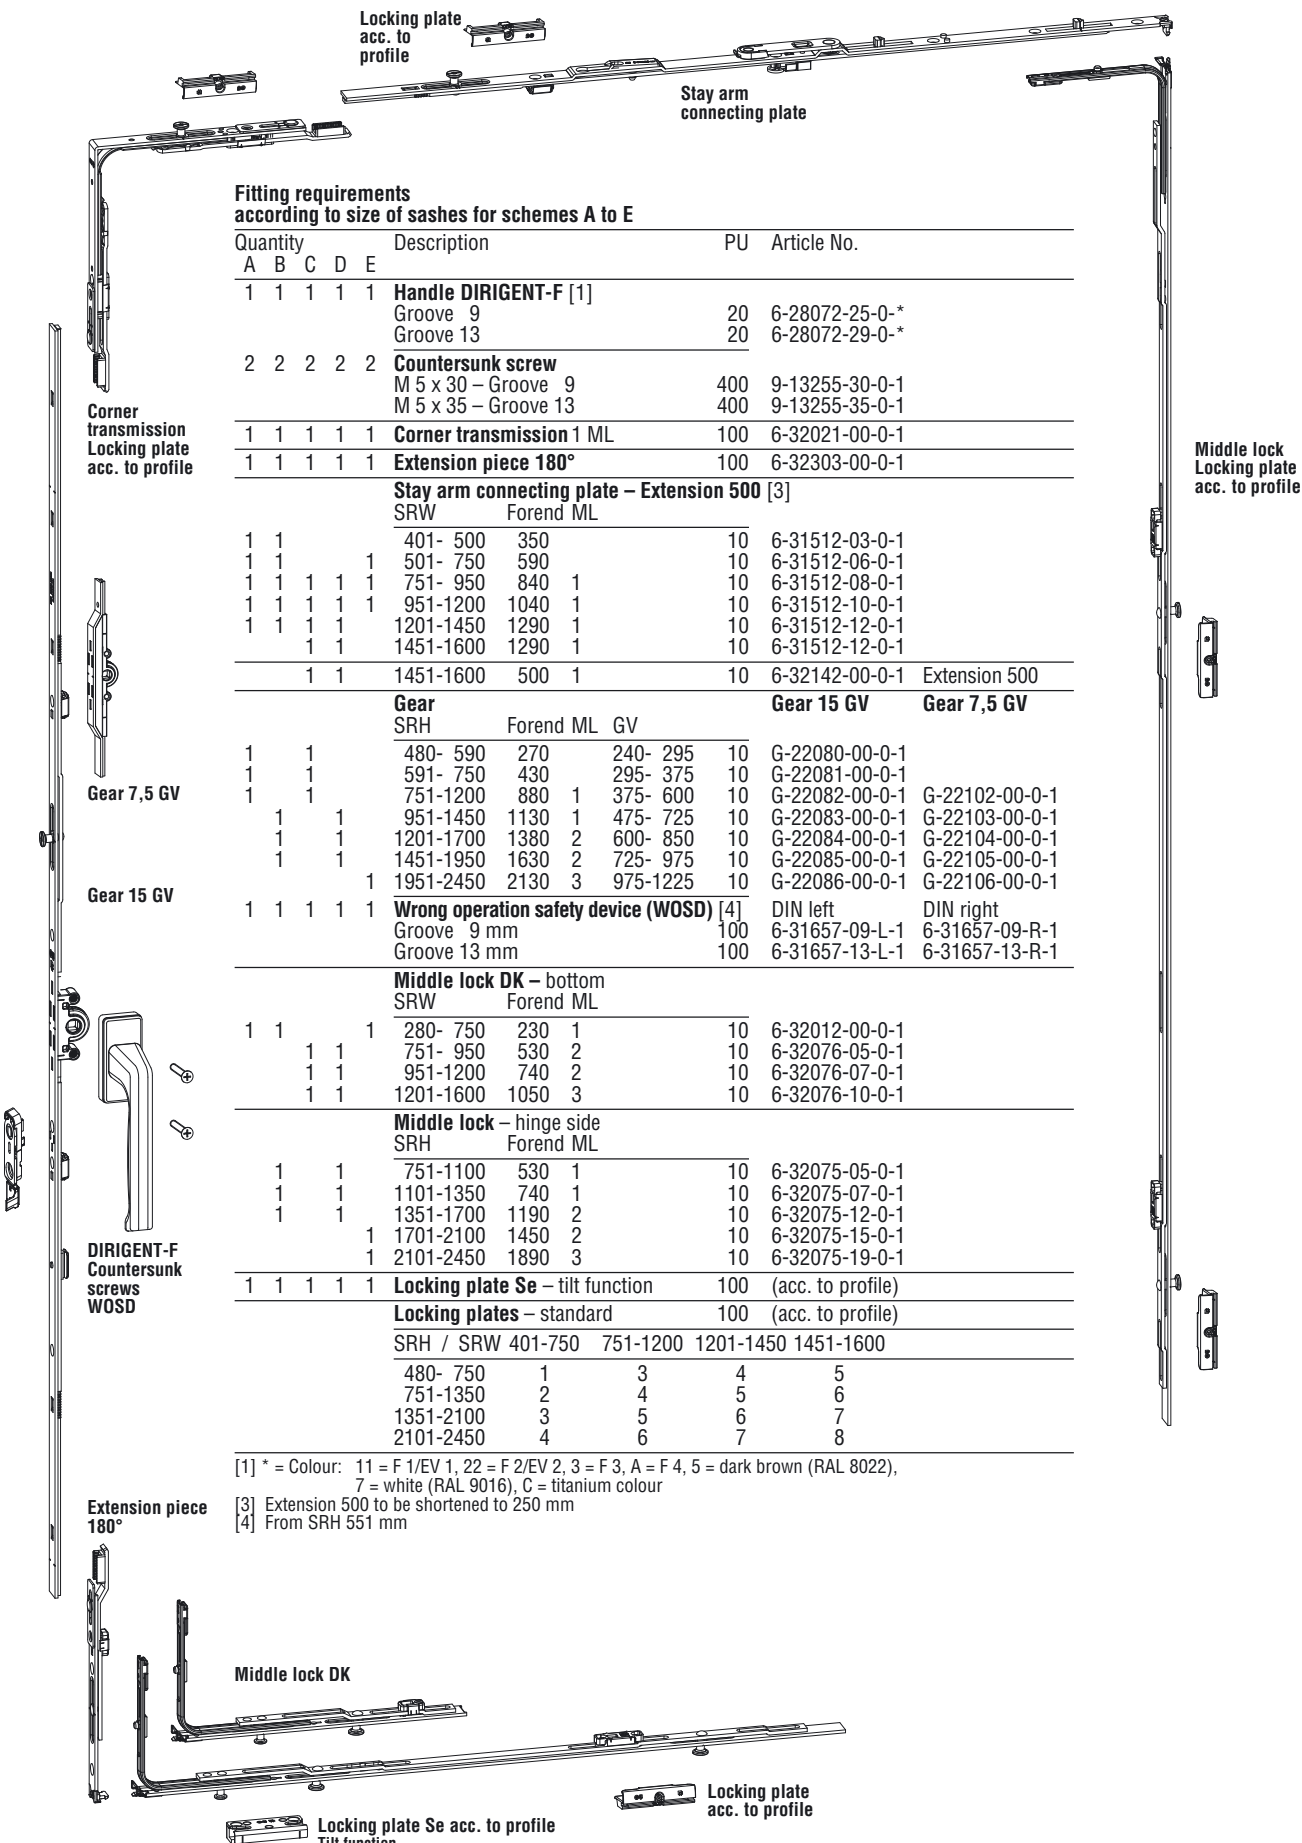 Locking plate
acc. to
profile
Stay arm
connecting plate
Fitting requirements
according to size of sashes for schemes A to E
Quantity Description PU Article No.
A B C D E
1 1 1 1 1 Handle DIRIGENT-F [1]
Groove 9 20 6-28072-25-0-*
Groove 13 20 6-28072-29-0-*
2 2 2 2 2 Countersunk screw
M 5 x 30 – Groove 9 400 9-13255-30-0-1
M 5 x 35 – Groove 13 400 9-13255-35-0-1
1 1 1 1 1 Corner transmission 1 ML 100 6-32021-00-0-1
1 1 1 1 1 Extension piece 180° 100 6-32303-00-0-1
Stay arm connecting plate – Extension 500 [3]
SRW Forend ML
1 1 401- 500 350 10 6-31512-03-0-1
1 1 1 501- 750 590 10 6-31512-06-0-1
1 1 1 1 1 751- 950 840 1 10 6-31512-08-0-1
1 1 1 1 1 951-1200 1040 1 10 6-31512-10-0-1
1 1 1 1 1201-1450 1290 1 10 6-31512-12-0-1
1 1 1451-1600 1290 1 10 6-31512-12-0-1
1 1 1451-1600 500 1 10 6-32142-00-0-1 Extension 500
Gear Gear 15 GV Gear 7,5 GV
SRH Forend ML GV
1 1 480- 590 270 240- 295 10 G-22080-00-0-1
1 1 591- 750 430 295- 375 10 G-22081-00-0-1
1 1 751-1200 880 1 375- 600 10 G-22082-00-0-1 G-22102-00-0-1
1 1 951-1450 1130 1 475- 725 10 G-22083-00-0-1 G-22103-00-0-1
1 1 1201-1700 1380 2 600- 850 10 G-22084-00-0-1 G-22104-00-0-1
1 1 1451-1950 1630 2 725- 975 10 G-22085-00-0-1 G-22105-00-0-1
1 1951-2450 2130 3 975-1225 10 G-22086-00-0-1 G-22106-00-0-1
1 1 1 1 1 Wrong operation safety device (WOSD) [4] DIN left DIN right
Groove 9 mm 100 6-31657-09-L-1 6-31657-09-R-1
Groove 13 mm 100 6-31657-13-L-1 6-31657-13-R-1
Middle lock DK – bottom
SRW Forend ML
1 1 1 280- 750 230 1 10 6-32012-00-0-1
1 1 751- 950 530 2 10 6-32076-05-0-1
1 1 951-1200 740 2 10 6-32076-07-0-1
1 1 1201-1600 1050 3 10 6-32076-10-0-1
Middle lock – hinge side
SRH Forend ML
1 1 751-1100 530 1 10 6-32075-05-0-1
1 1 1101-1350 740 1 10 6-32075-07-0-1
1 1 1351-1700 1190 2 10 6-32075-12-0-1
1 1701-2100 1450 2 10 6-32075-15-0-1
1 2101-2450 1890 3 10 6-32075-19-0-1
1 1 1 1 1 Locking plate Se – tilt function 100 (acc. to profile)
Locking plates – standard 100 (acc. to profile)
SRH / SRW 401-750 751-1200 1201-1450 1451-1600
480- 750 1 3 4 5
751-1350 2 4 5 6
1351-2100 3 5 6 7
2101-2450 4 6 7 8
[1] * = Colour: 11 = F 1/EV 1, 22 = F 2/EV 2, 3 = F 3, A = F 4, 5 = dark brown (RAL 8022),
7 = white (RAL 9016), C = titanium colour
[3] Extension 500 to be shortened to 250 mm
[4] From SRH 551 mm
Corner
transmission
Locking plate
acc. to profile
Middle lock
Locking plate
acc. to profile
Gear 7,5 GV
Gear 15 GV
DIRIGENT-F
Countersunk
screws
WOSD
Extension piece
180°
Middle lock DK
Locking plate
acc. to profile
Locking plate Se acc. to profile
Tilt function